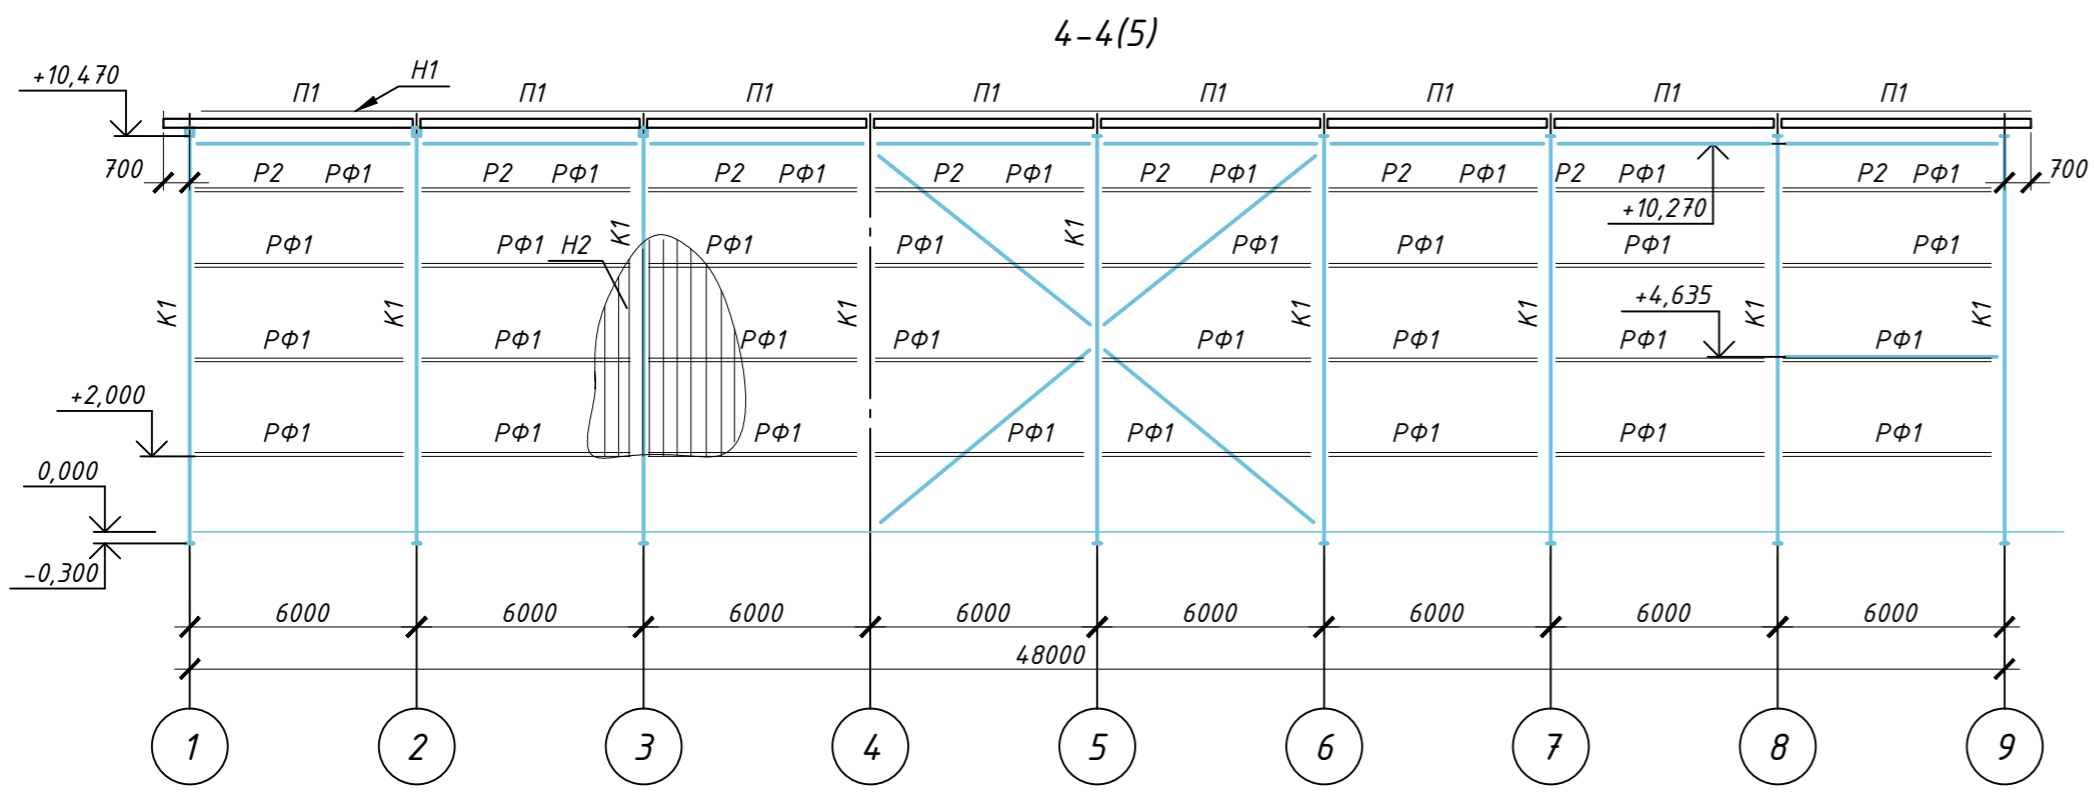 4-4(5)
+10,470 Н1
П1 П1 П1 П1 П1 П1 П1 П1
700 Р2 РФ1 Р2 РФ1 Р2 РФ1 Р2 РФ1 Р2 РФ1 Р2 РФ1 Р2 РФ1 Р2 РФ1 700
+10,270
РФ1 РФ1 Н2 К1 РФ1 РФ1 К1 РФ1 РФ1 РФ1 РФ1
+4,635
К1 К1 К1 К1 К1 К1 К1
РФ1 РФ1 РФ1 РФ1 РФ1 РФ1 РФ1 РФ1
+2,000
РФ1 РФ1 РФ1 РФ1 РФ1 РФ1 РФ1 РФ1
0,000
-0,300
6000 6000 6000 6000 6000 6000 6000 6000
48000
1 2 3 4 5 6 7 8 9